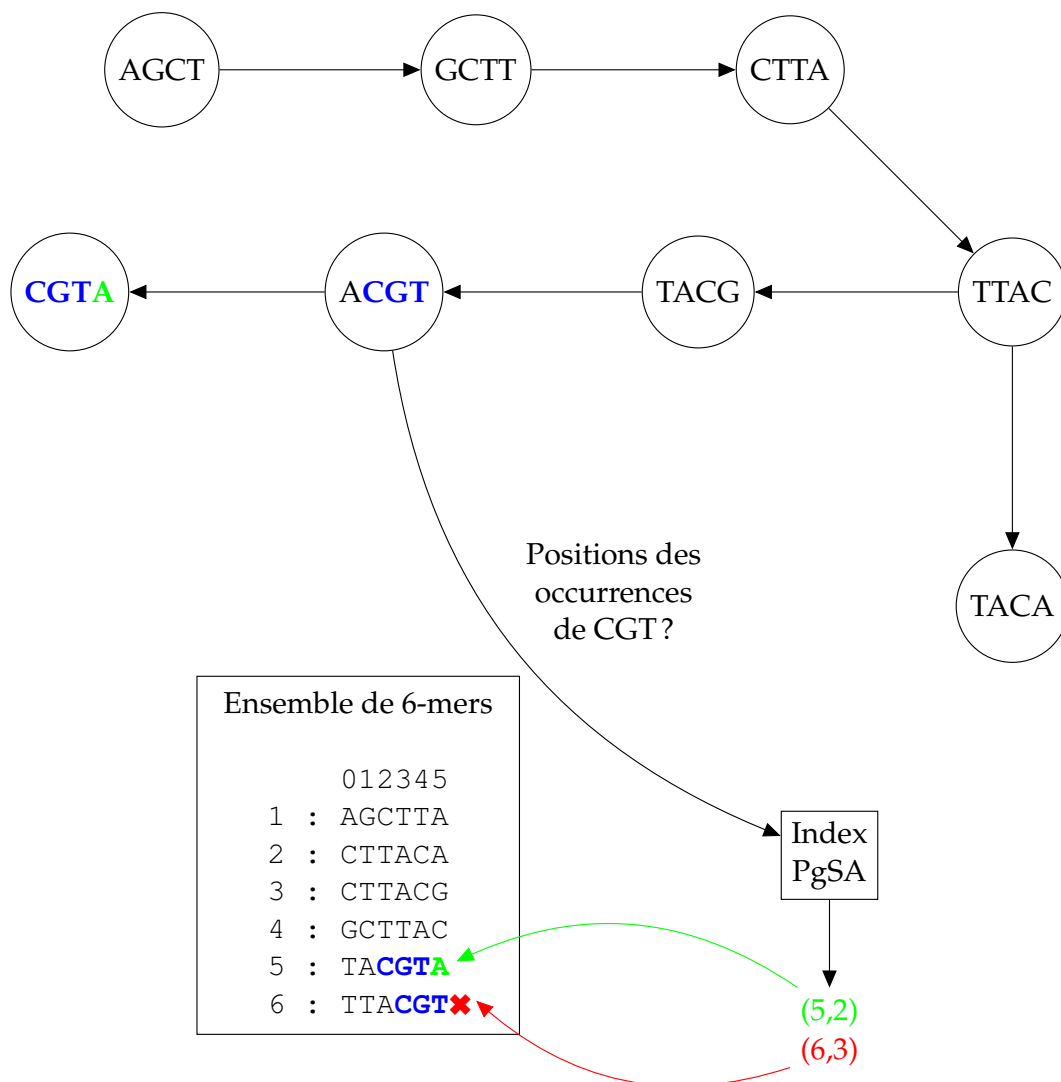 AGCT
GCTT
CTTA
CGTA
ACGT
TACG
TTAC
Positions des
occurrences
de CGT ?
TACA
Ensemble de 6-mers
012345
1 : AGCTTA
2 : CTTACA
3 : CTTACG
4 : GCTTAC
5 : TACGTA
6 : TTACGT✖
Index
PgSA
(5,2)
(6,3)